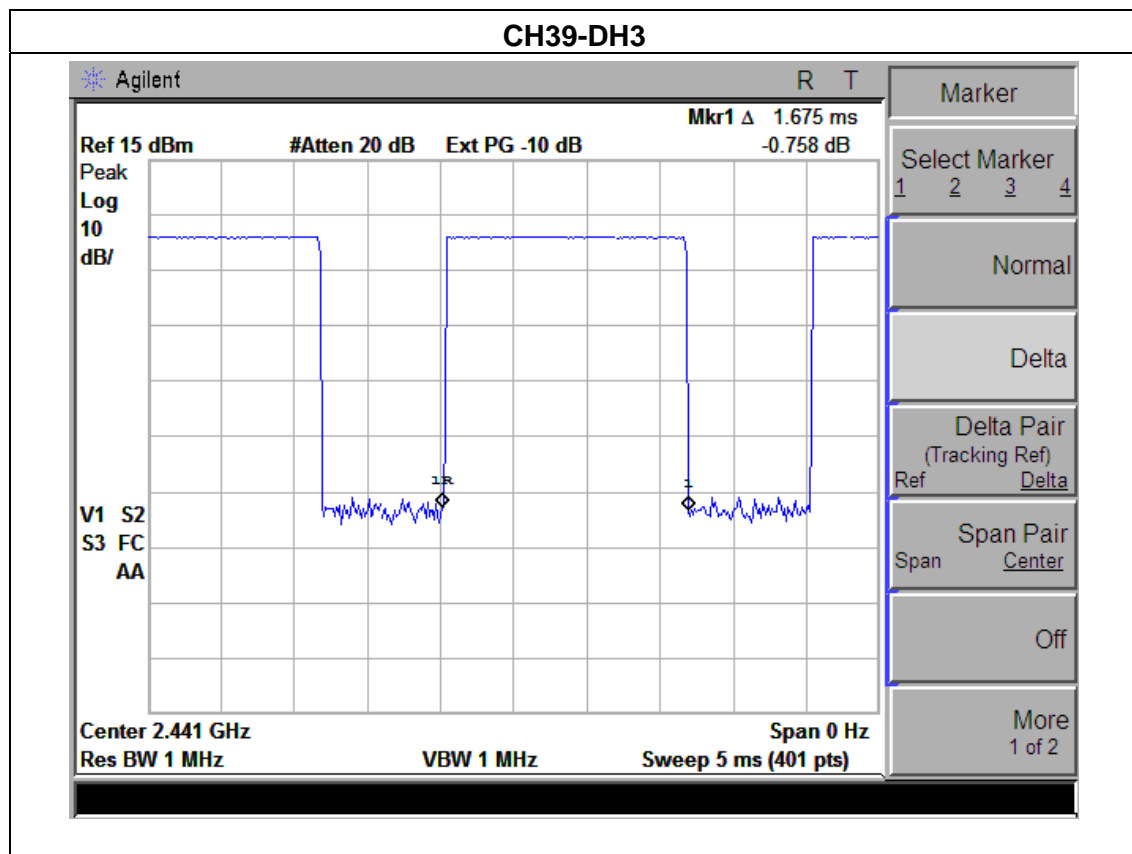 CH39-DH3
Agilent
R T
Mkr1 Δ 1.675 ms
Ref 15 dBm #Atten 20 dB Ext PG -10 dB -0.758 dB
Peak
Log
10
dB/
1R
1
V1 S2
S3 FC
AA
Center 2.441 GHz Span 0 Hz
Res BW 1 MHz VBW 1 MHz Sweep 5 ms (401 pts)
Marker
Select Marker
1 2 3 4
Normal
Delta
Delta Pair
(Tracking Ref)
Ref Delta
Span Pair
Span Center
Off
More
1 of 2